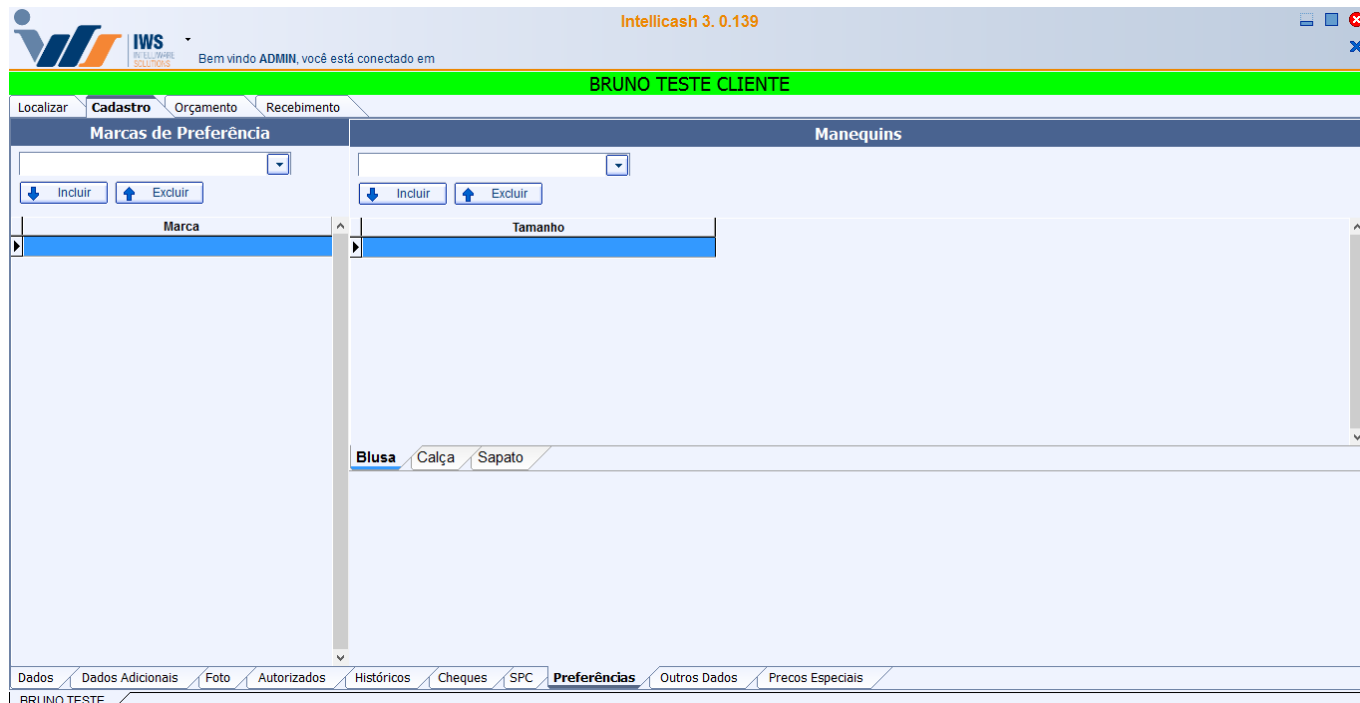 Intellicash 3. 0.139
IWS
INTELLIWARE
SOLUTIONS
Bem vindo ADMIN, você está conectado em
BRUNO TESTE CLIENTE
Localizar Cadastro Orçamento Recebimento
Marcas de Preferência Manequins
Incluir Excluir Incluir Excluir
Marca Tamanho
Blusa Calça Sapato
Dados Dados Adicionais Foto Autorizados Históricos Cheques SPC Preferências Outros Dados Precos Especiais
BRUNO TESTE